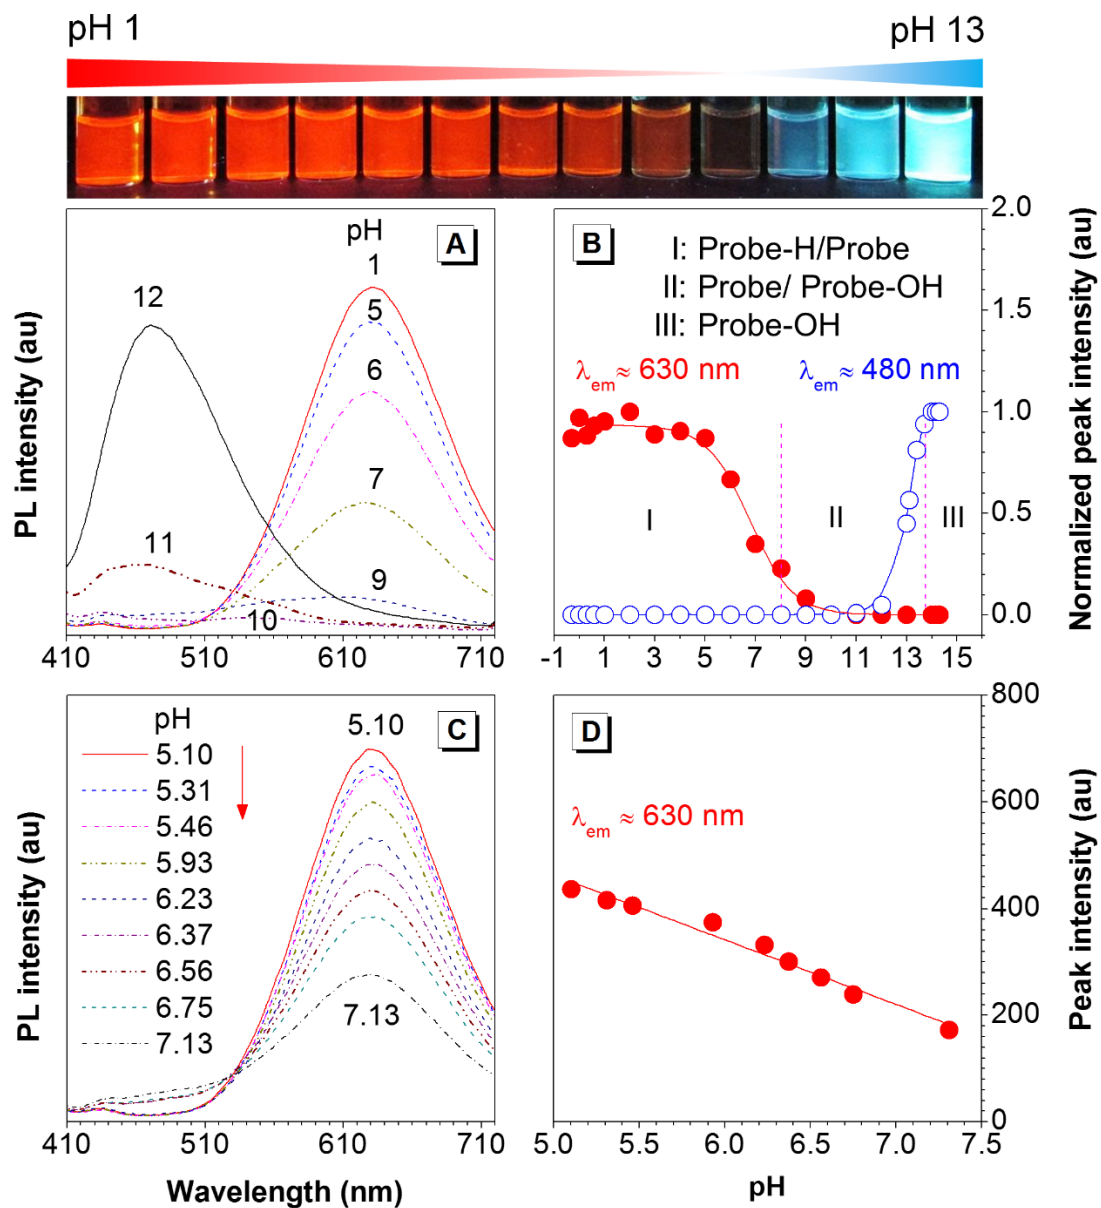 pH 1
pH 13
A
pH
1
5
6
7
9
10
11
12
PL intensity (au)
410
510
610
710
B
I: Probe-H/Probe
II: Probe/ Probe-OH
III: Probe-OH
λem≈ 630 nm
λem≈ 480 nm
I
II
III
2.0
1.5
1.0
0.5
0.0
Normalized peak intensity (au)
-1
1
3
5
7
9
11
13
15
C
pH
5.10
5.31
5.46
5.93
6.23
6.37
6.56
6.75
7.13
5.10
7.13
PL intensity (au)
410
510
610
710
Wavelength (nm)
D
λem ≈ 630 nm
800
600
400
200
0
Peak intensity (au)
5.0
5.5
6.0
6.5
7.0
7.5
pH